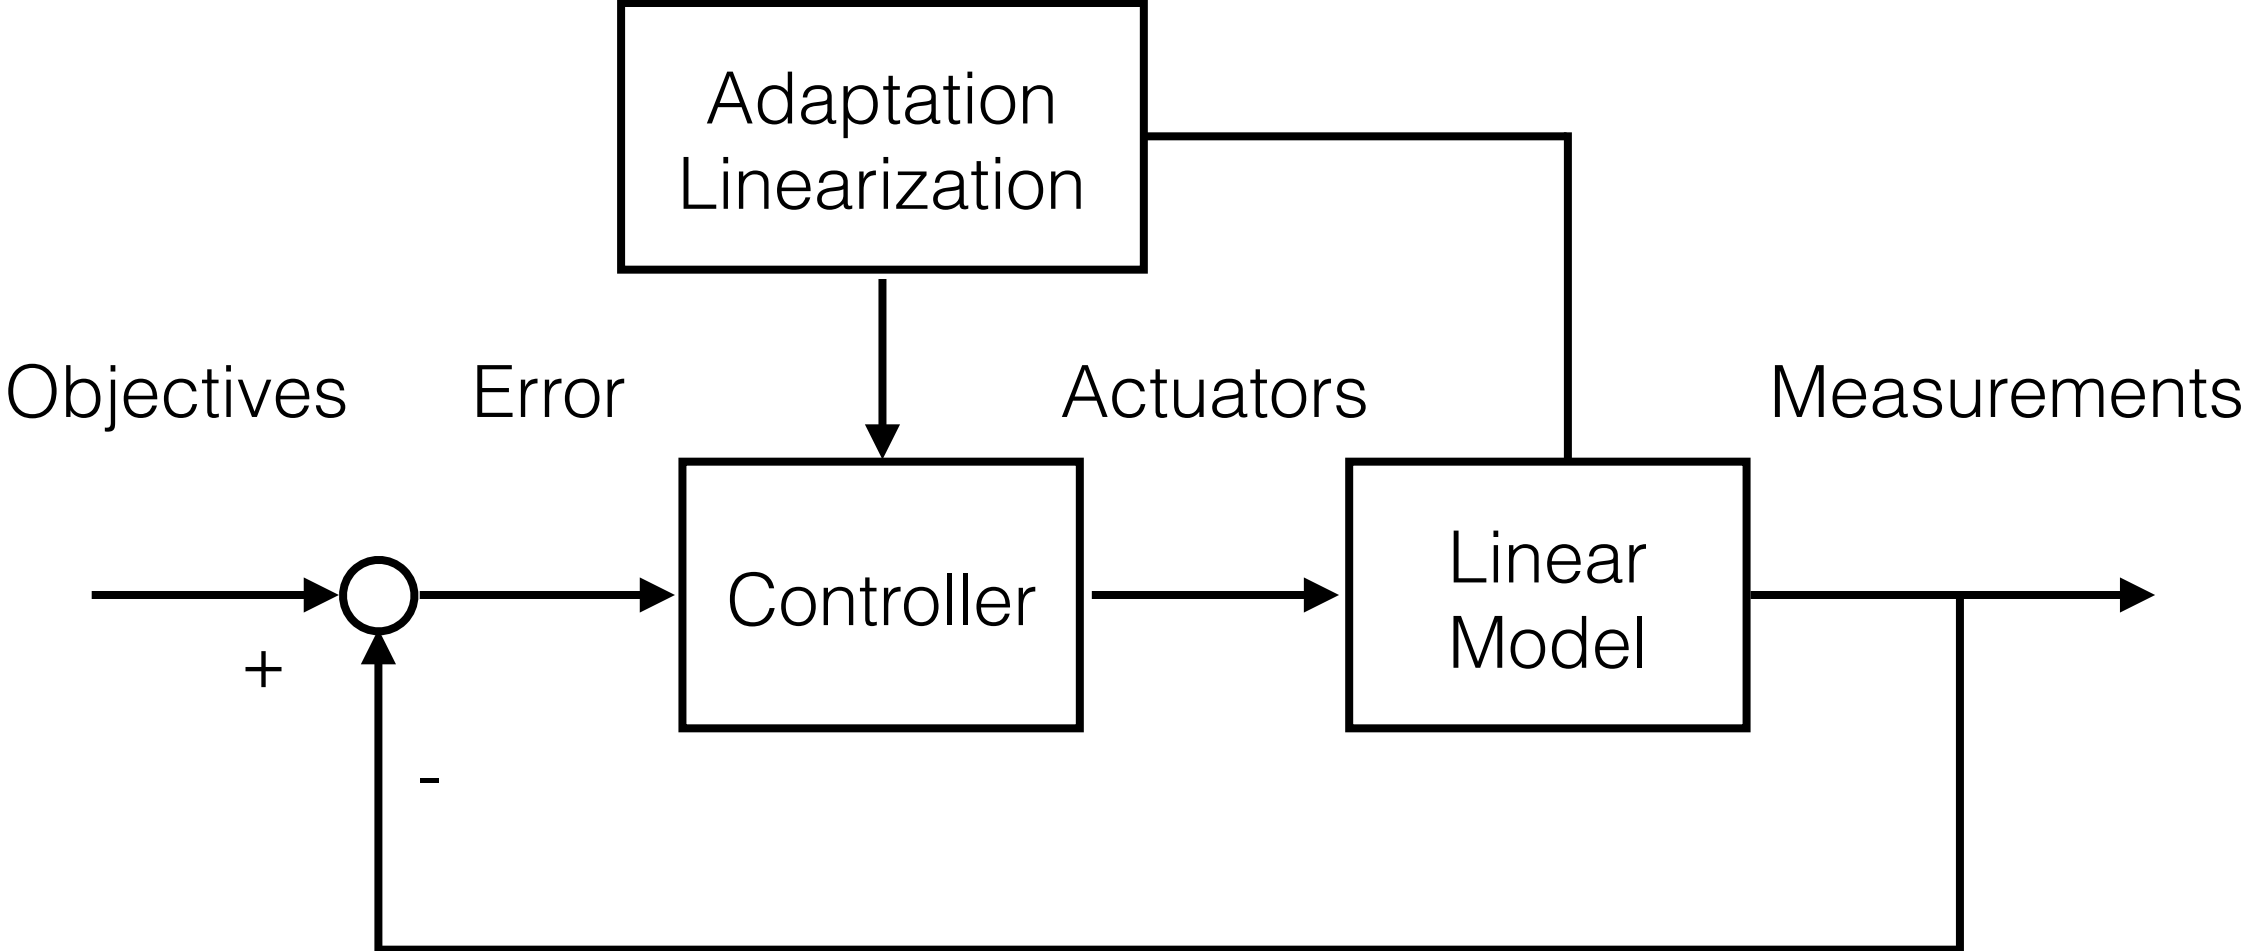 Adaptation
Linearization
Objectives
Error
Actuators
Measurements
Controller
Linear
Model
+
-